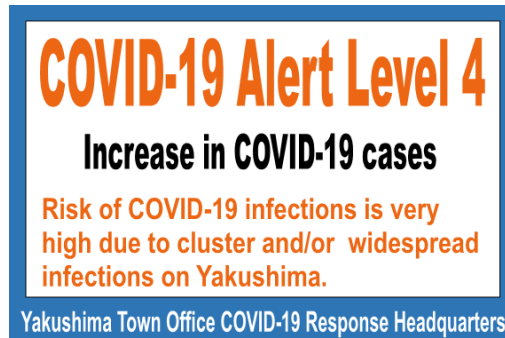 COVID-19 Alert Level 4
Increase in COVID-19 cases
Risk of COVID-19 infections is very
high due to cluster and/or  widespread
infections on Yakushima.
Yakushima Town Office COVID-19 Response Headquarters